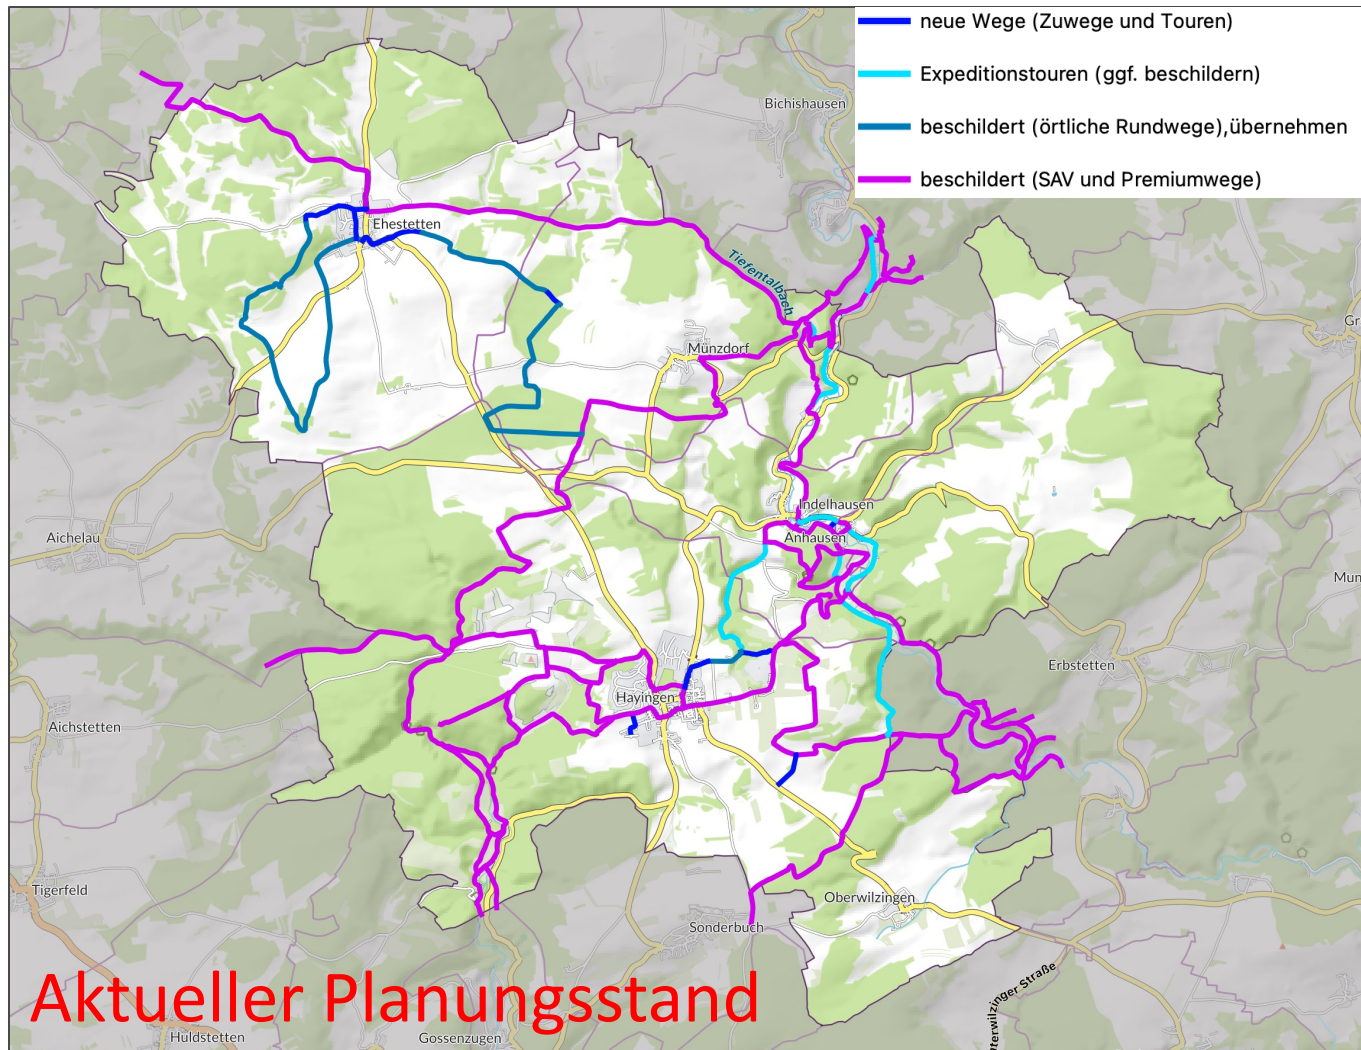 neue Wege (Zuwege und Touren)
Expeditionstouren (ggf. beschildern)
Bichishausen
beschildert (örtliche Rundwege),übernehmen
beschildert (SAV und Premiumwege)
Ehestetten
Tiefentalbach
Gr
Münzdorf
Indelhausen
Aichelau
Anhausen
Mun
Erbstetten
Hayingen
Aichstetten
Tigerfeld
Oberwilzingen
Sonderbuch
Aktueller Planungsstand
terwilzinger Straße
Huldstetten
Gossenzugen